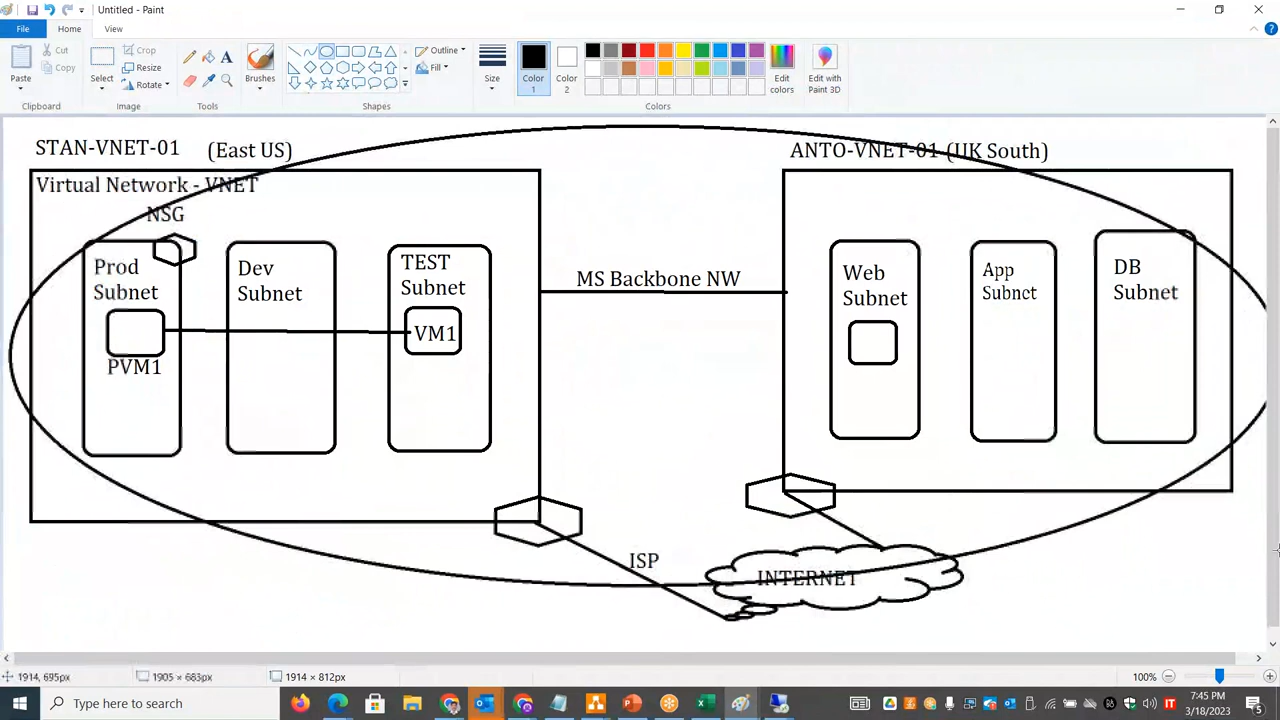 Untitled - Paint
File
Home
View
Paste
Cut
Copy
Clipboard
Select
Crop
Resize
Rotate
Image
Tools
Brushes
Outline
Fill
Shapes
Size
Color 1
Color 2
Edit colors
Colors
Edit with Paint 3D
STAN-VNET-01 (East US)
Virtual Network - VNET
NSG
Prod
Subnet
PVM1
Dev
Subnet
TEST
Subnet
VM1
MS Backbone NW
ANTO-VNET-01 (UK South)
Web
Subnet
App
Subnet
DB
Subnet
ISP
INTERNET
1914, 695px
1905 × 683px
1914 × 812px
100%
Type here to search
7:45 PM
3/18/2023
IT
5